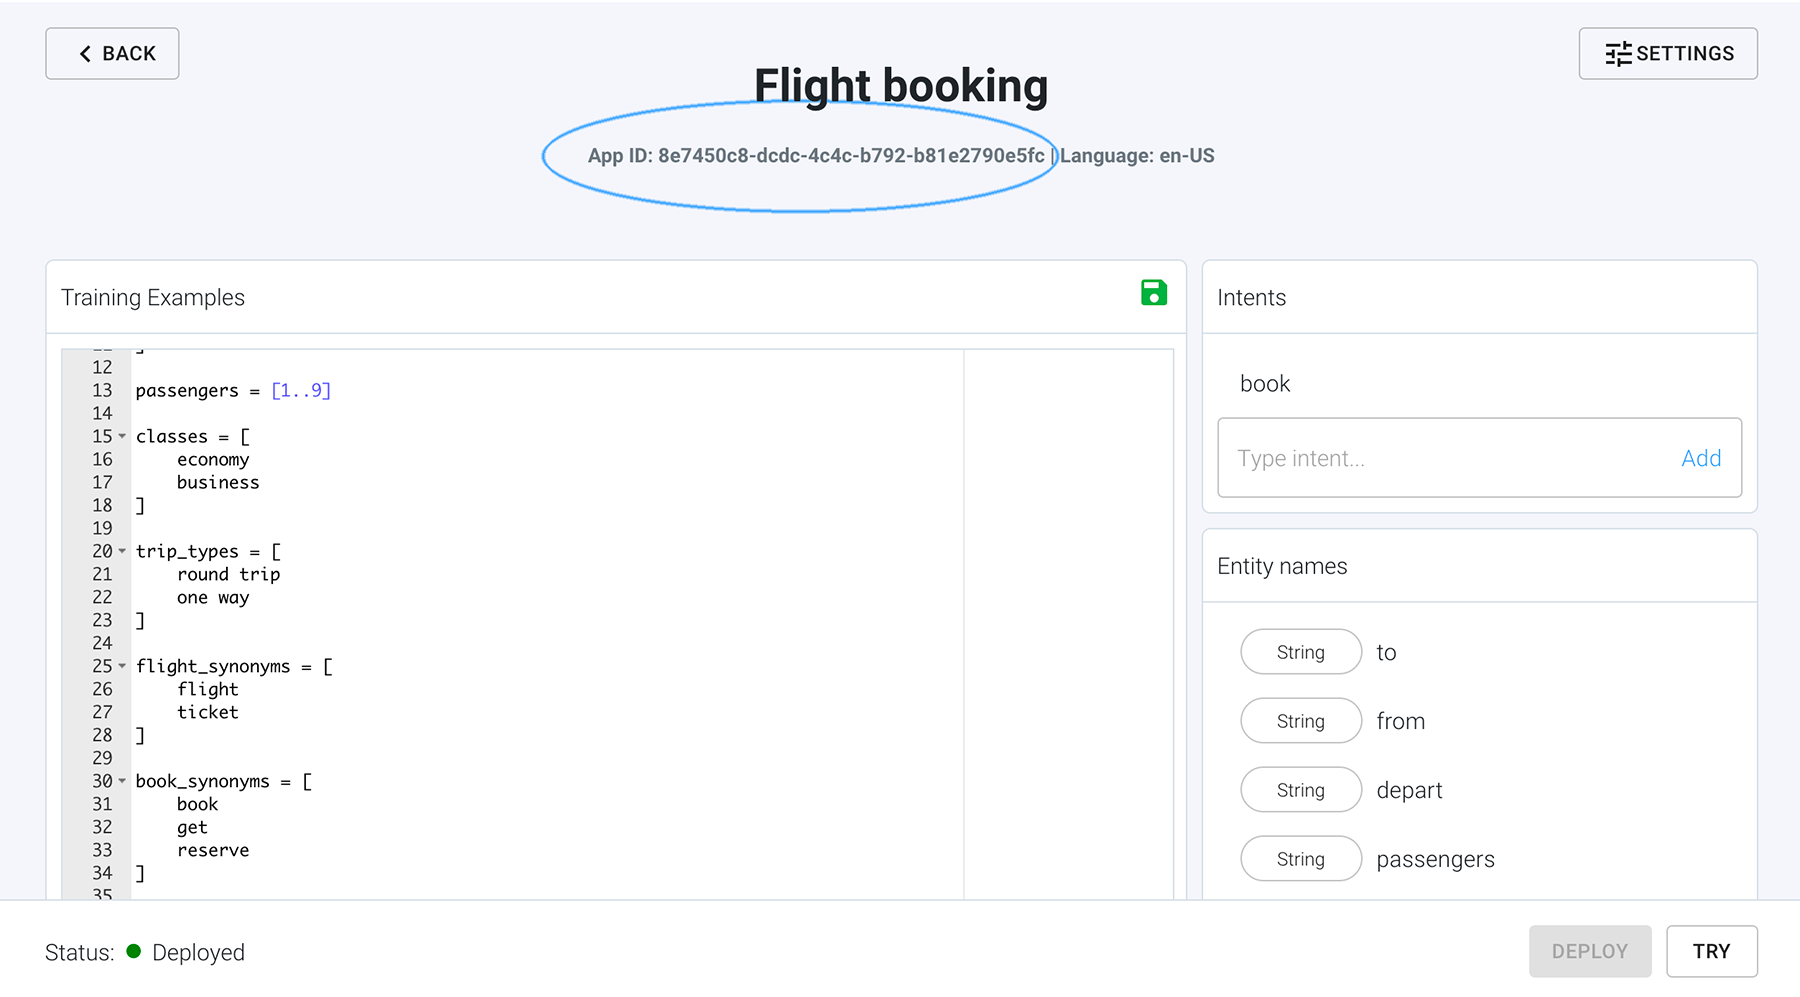 BACK
SETTINGS
Flight booking
App ID: 8e7450c8-dcdc-4c4c-b792-b81e2790e5fc | Language: en-US
Training Examples
12
13 passengers = [1..9]
14
15 classes = [
16 economy
17 business
18 ]
19
20 trip_types = [
21 round trip
22 one way
23 ]
24
25 flight_synonyms = [
26 flight
27 ticket
28 ]
29
30 book_synonyms = [
31 book
32 get
33 reserve
34 ]
35
Intents
book
Type intent... Add
Entity names
String to
String from
String depart
String passengers
Status: Deployed
DEPLOY
TRY